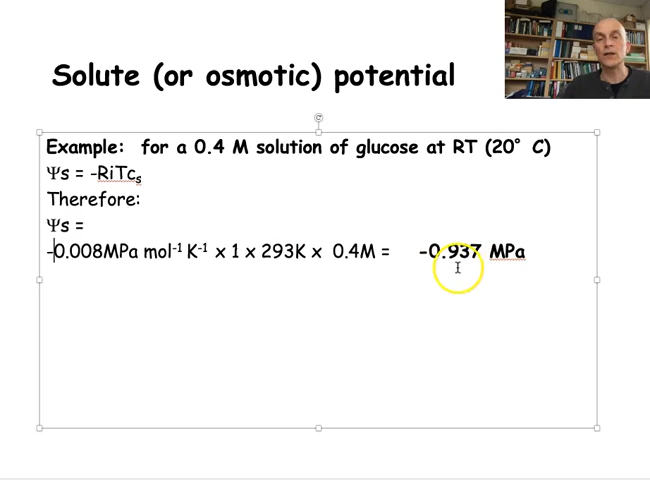 Solute (or osmotic) potential
Example: for a 0.4 M solution of glucose at RT (20° C)
Ψs = -RiTcₛ
Therefore:
Ψs =
-0.008MPa mol⁻¹ K⁻¹ x 1 x 293K x 0.4M = -0.937 MPa